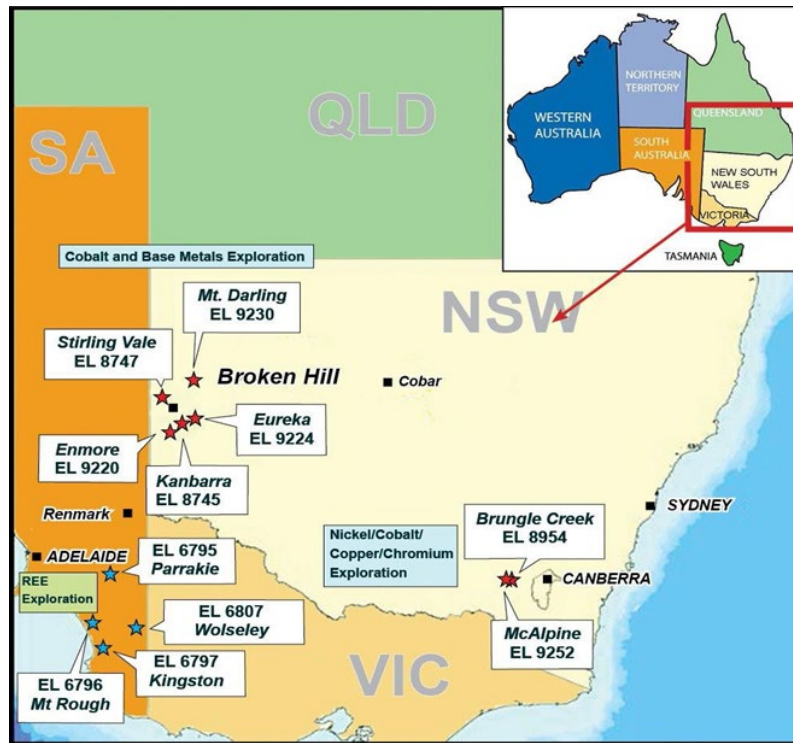 WESTERN
AUSTRALIA
NORTHERN
TERRITORY
QUEENSLAND
SOUTH
AUSTRALIA
NEW SOUTH
WALES
VICTORIA
TASMANIA
SA
QLD
NSW
VIC
Cobalt and Base Metals Exploration
Mt. Darling
EL 9230
Stirling Vale
EL 8747
Broken Hill
Cobar
Eureka
EL 9224
Enmore
EL 9220
Kanbarra
EL 8745
Renmark
ADELAIDE
REE
Exploration
EL 6795
Parrakie
EL 6807
Wolseley
EL 6797
Kingston
EL 6796
Mt Rough
Nickel/Cobalt/
Copper/Chromium
Exploration
Brungle Creek
EL 8954
SYDNEY
CANBERRA
McAlpine
EL 9252